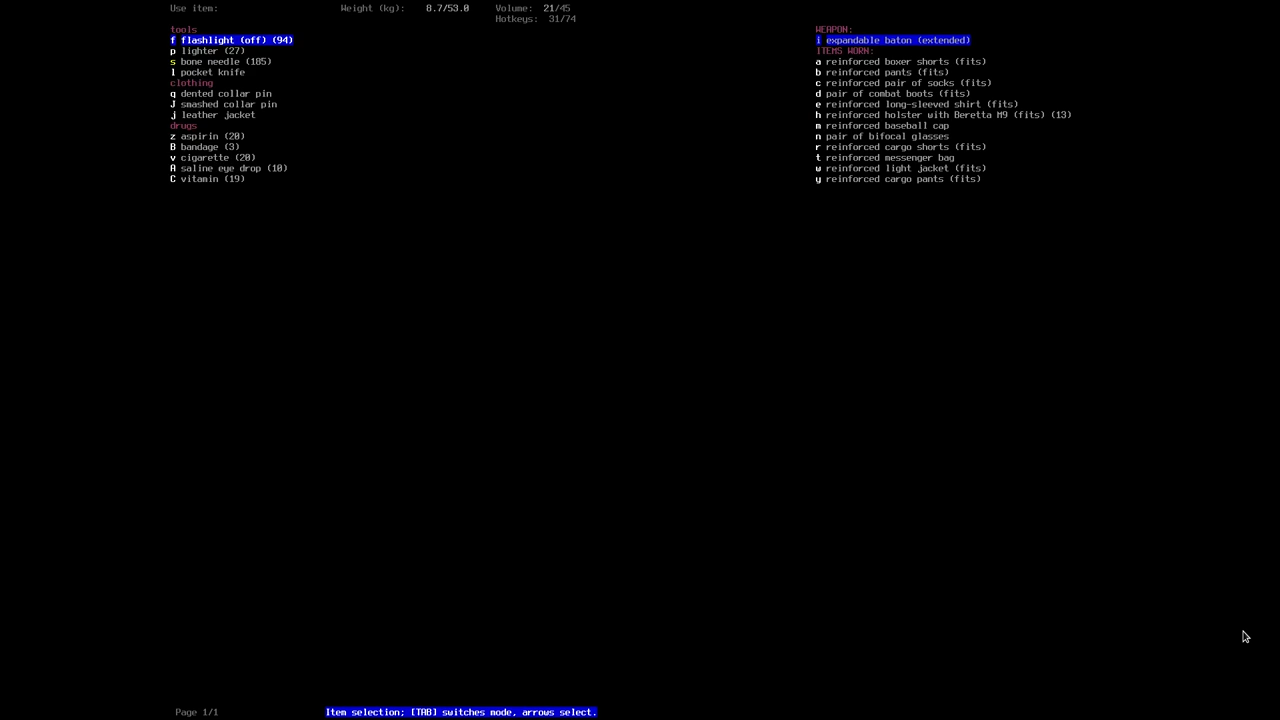 Use item: Weight (kg): 8.7/53.0 Volume: 21/45
Hotkeys: 31/74
tools
f flashlight (off) (94)
p lighter (27)
s bone needle (185)
l pocket knife
clothing
q dented collar pin
J smashed collar pin
j leather jacket
drugs
z aspirin (20)
B bandage (3)
v cigarette (20)
A saline eye drop (10)
C vitamin (19)
WEAPON:
i expandable baton (extended)
ITEMS WORN:
a reinforced boxer shorts (fits)
b reinforced pants (fits)
c reinforced pair of socks (fits)
d pair of combat boots (fits)
e reinforced long-sleeved shirt (fits)
h reinforced holster with Beretta M9 (fits) (13)
m reinforced baseball cap
n pair of bifocal glasses
r reinforced cargo shorts (fits)
t reinforced messenger bag
w reinforced light jacket (fits)
y reinforced cargo pants (fits)
Page 1/1 Item selection; [TAB] switches mode, arrows select.